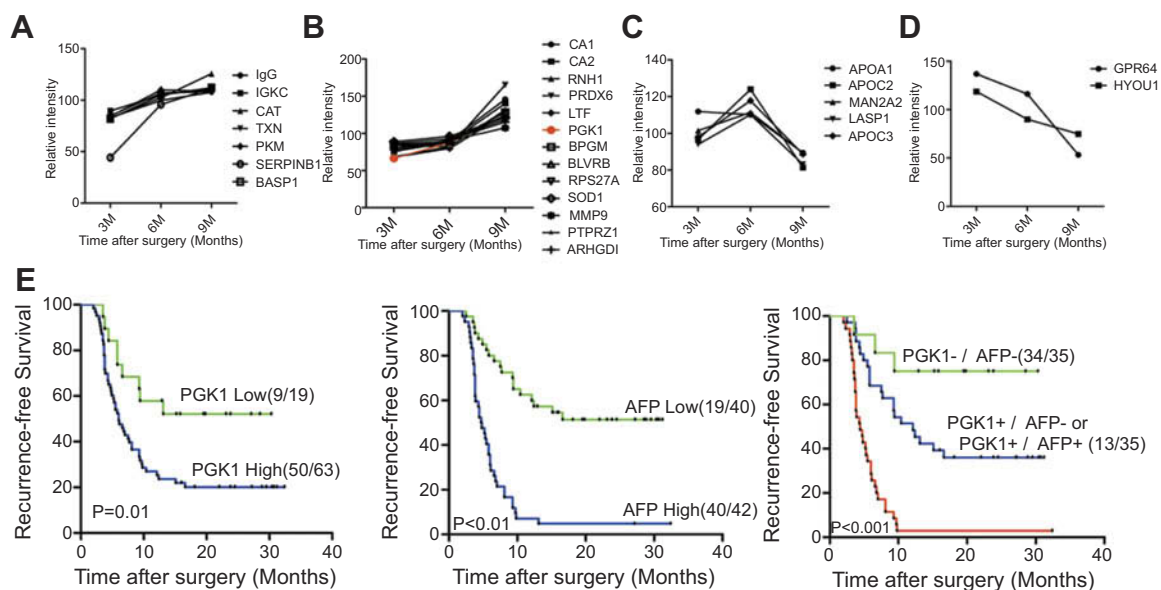 A
150
100
50
0
Relative intensity
3M
6M
9M
Time after surgery (Months)
IgG
IGKC
CAT
TXN
PKM
SERPINB1
BASP1
B
200
150
100
50
0
Relative intensity
3M
6M
9M
Time after surgery (Months)
CA1
CA2
RNH1
PRDX6
LTF
PGK1
BPGM
BLVRB
RPS27A
SOD1
MMP9
PTPRZ1
ARHGDI
C
140
120
100
80
60
Relative intensity
3M
6M
9M
Time after surgery (Months)
APOA1
APOC2
MAN2A2
LASP1
APOC3
D
150
100
50
0
Relative intensity
3M
6M
9M
Time after surgery (Months)
GPR64
HYOU1
E
Recurrence-free Survival
100
80
60
40
20
0
PGK1 Low(9/19)
PGK1 High(50/63)
P=0.01
0 10 20 30 40
Time after surgery (Months)
Recurrence-free Survival
100
80
60
40
20
0
AFP Low(19/40)
AFP High(40/42)
P<0.01
0 10 20 30 40
Time after surgery (Months)
Recurrence-free Survival
100
80
60
40
20
0
PGK1- / AFP-(34/35)
PGK1+ / AFP- or
PGK1+ / AFP+ (13/35)
P<0.001
0 10 20 30 40
Time after surgery (Months)